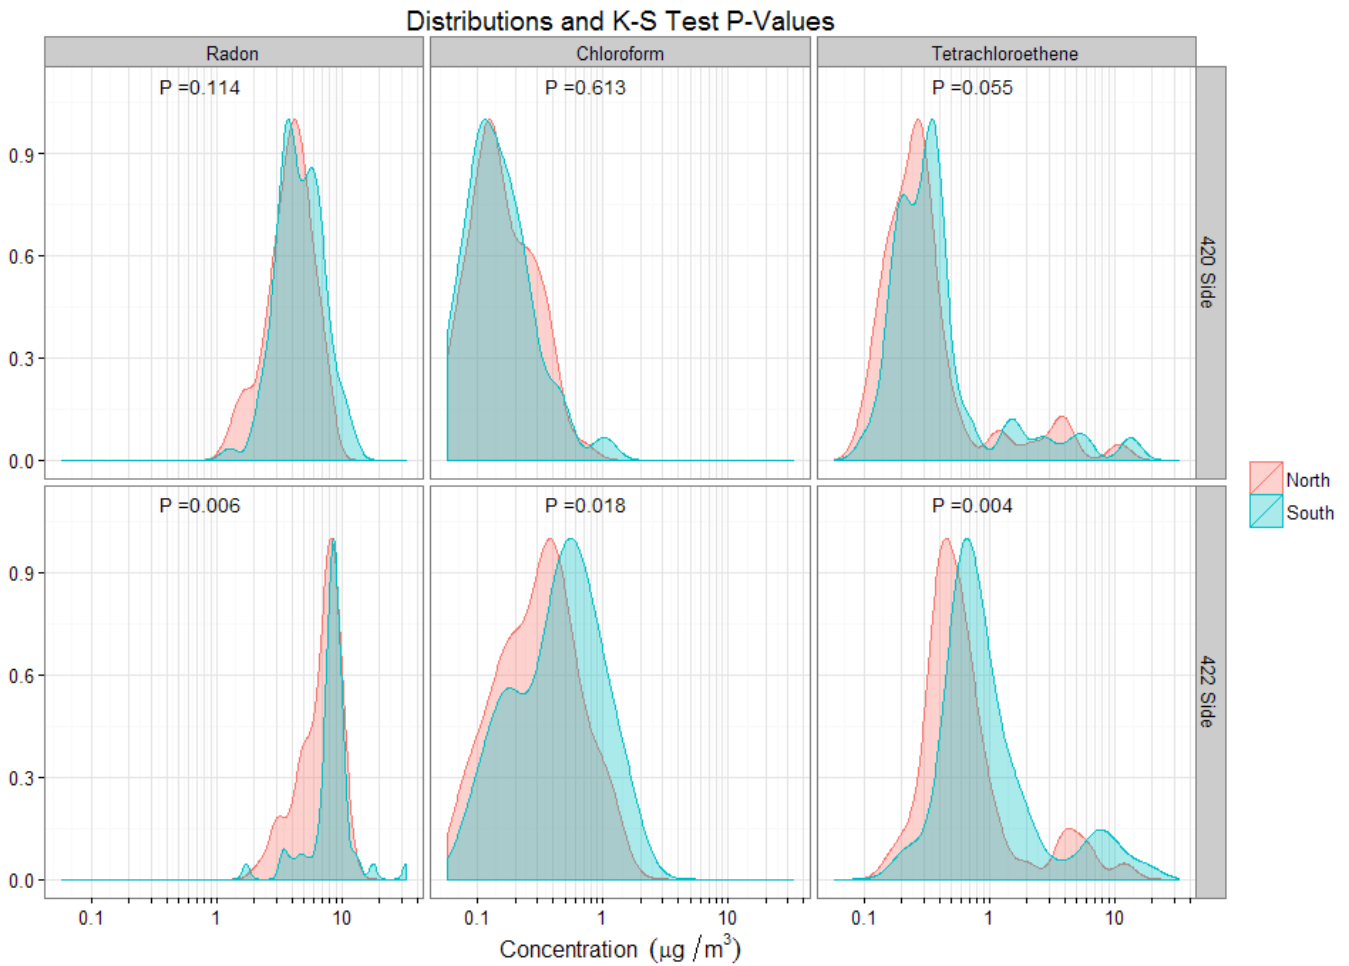 Distributions and K-S Test P-Values
Radon
Chloroform
Tetrachloroethene
P =0.114
P =0.613
P =0.055
0.9
0.6
0.3
0.0
420 Side
P =0.006
P =0.018
P =0.004
0.9
0.6
0.3
0.0
422 Side
0.1 1 10
0.1 1 10
0.1 1 10
Concentration (µg /m³)
North
South